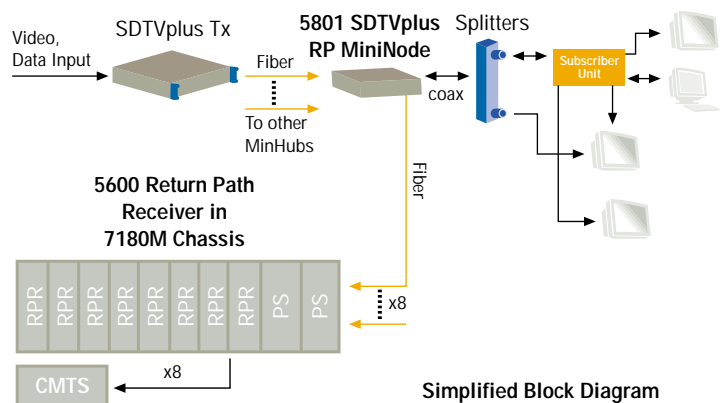 Video,
Data Input
SDTVplus Tx
Fiber
To other
MinHubs
5801 SDTVplus
RP MiniNode
coax
Splitters
Subscriber
Unit
Fiber
5600 Return Path
Receiver in
7180M Chassis
RPR
RPR
RPR
RPR
RPR
RPR
RPR
RPR
PS
PS
x8
x8
CMTS
Simplified Block Diagram